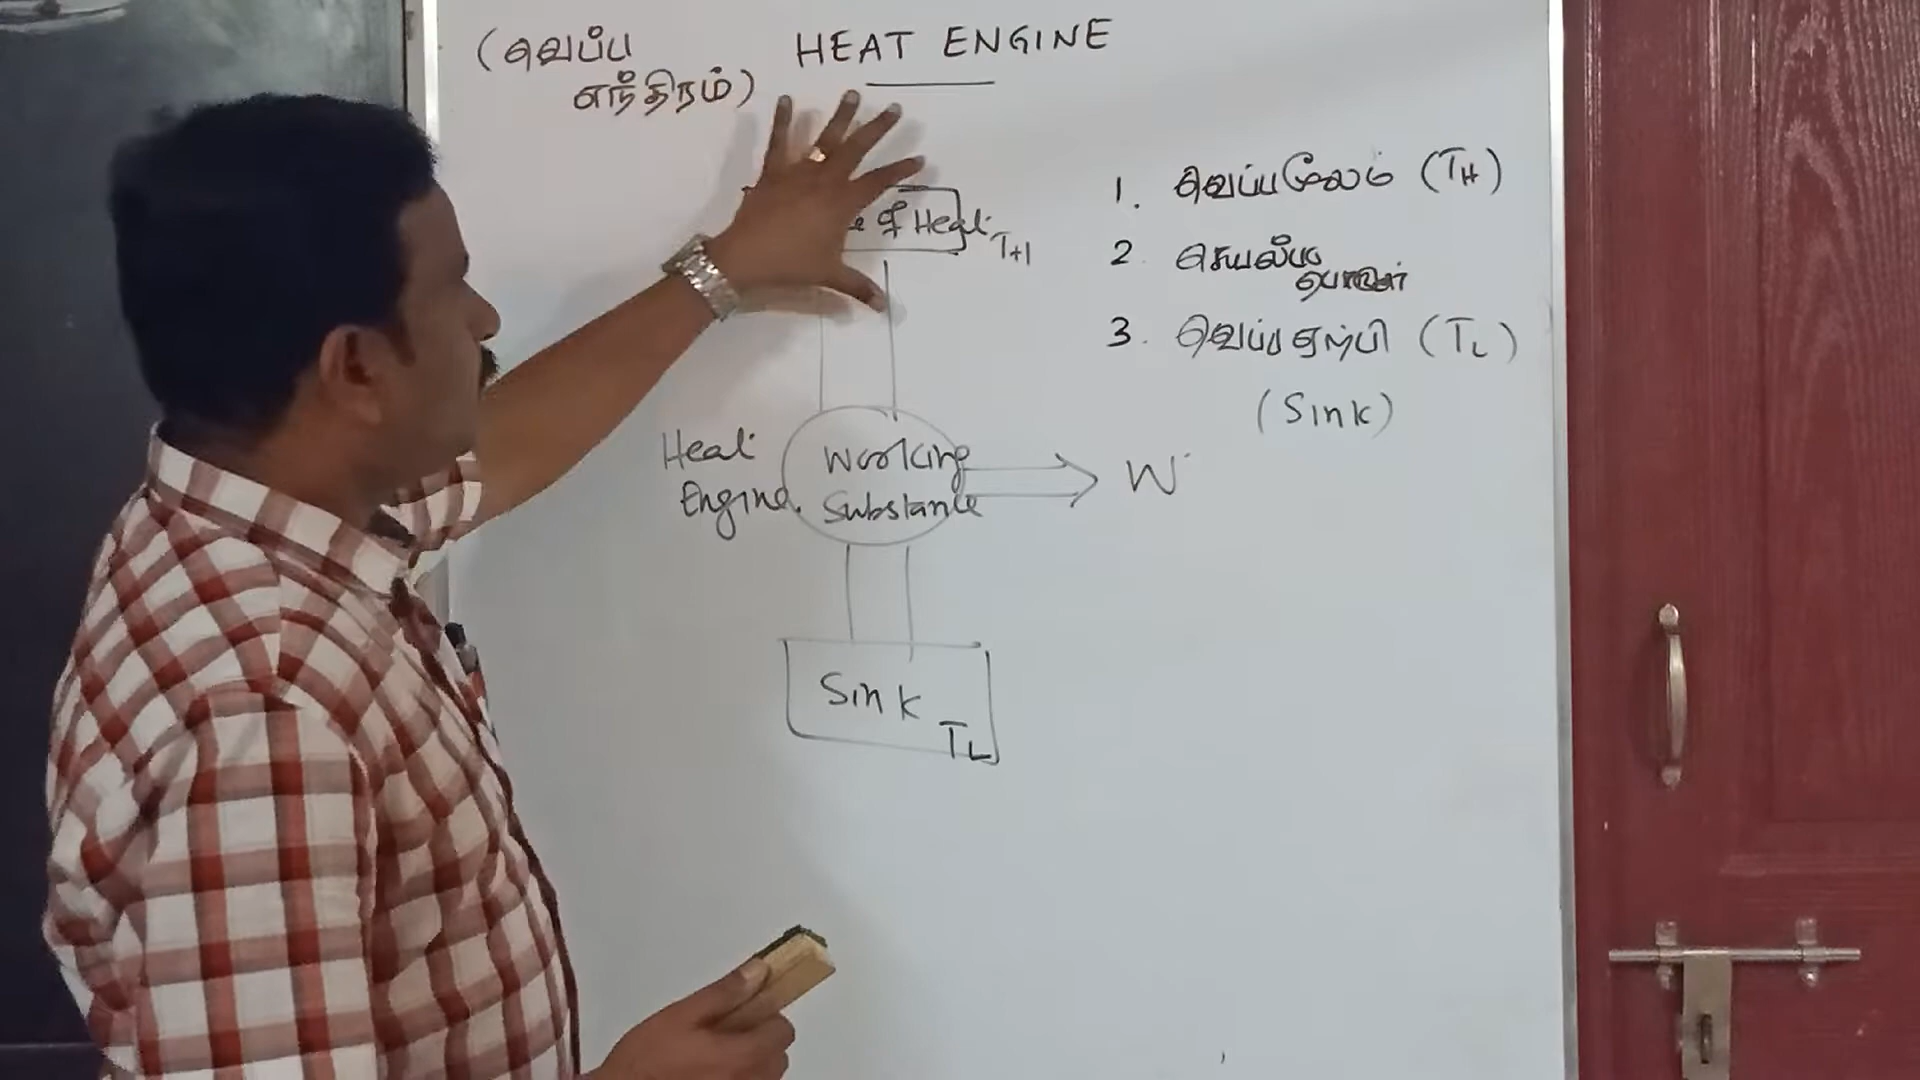 (வெப்ப
எந்திரம்)
HEAT ENGINE
of Heat
TH
1. வெப்பமூலம் (TH)
2. செயல்படு
பொருள்
3. வெப்ப ஏற்பி (TL)
(Sink)
Heat
Engine.
Working
Substance
W
Sink
TL